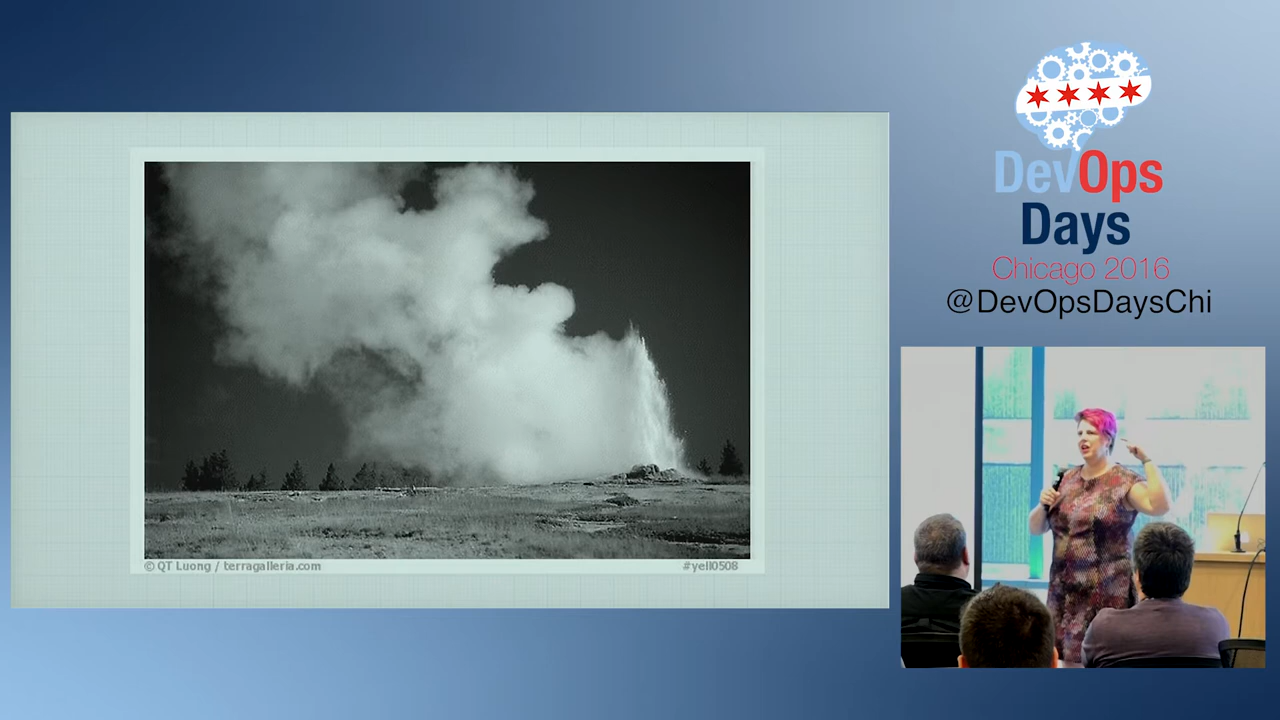 © QT Luong / terragalleria.com
#yell0508
DevOps
Days
Chicago 2016
@DevOpsDaysChi